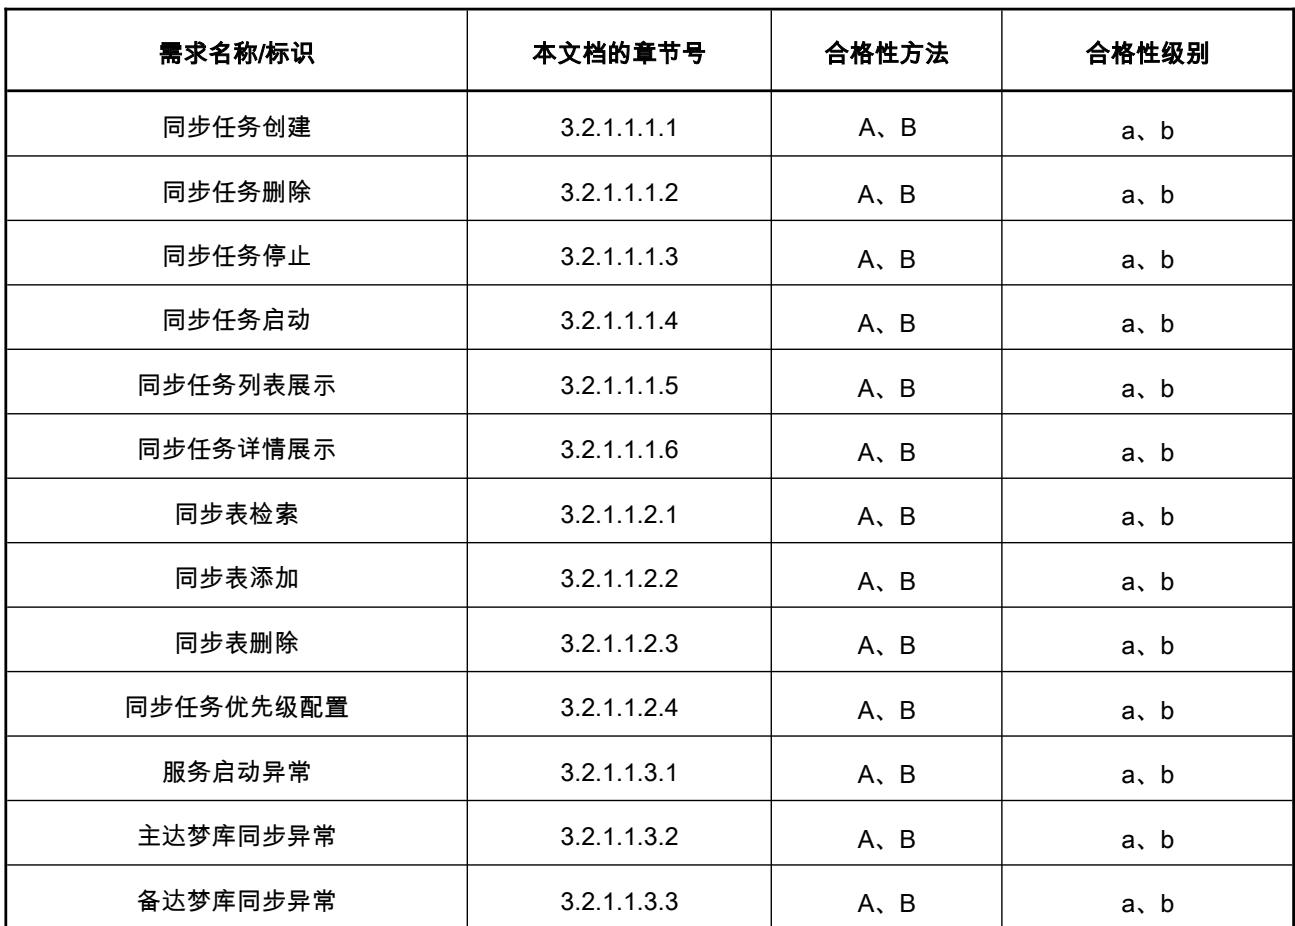 需求名称/标识 本文档的章节号 合格性方法 合格性级别
同步任务创建 3.2.1.1.1.1 A、B a、b
同步任务删除 3.2.1.1.1.2 A、B a、b
同步任务停止 3.2.1.1.1.3 A、B a、b
同步任务启动 3.2.1.1.1.4 A、B a、b
同步任务列表展示 3.2.1.1.1.5 A、B a、b
同步任务详情展示 3.2.1.1.1.6 A、B a、b
同步表检索 3.2.1.1.2.1 A、B a、b
同步表添加 3.2.1.1.2.2 A、B a、b
同步表删除 3.2.1.1.2.3 A、B a、b
同步任务优先级配置 3.2.1.1.2.4 A、B a、b
服务启动异常 3.2.1.1.3.1 A、B a、b
主达梦库同步异常 3.2.1.1.3.2 A、B a、b
备达梦库同步异常 3.2.1.1.3.3 A、B a、b